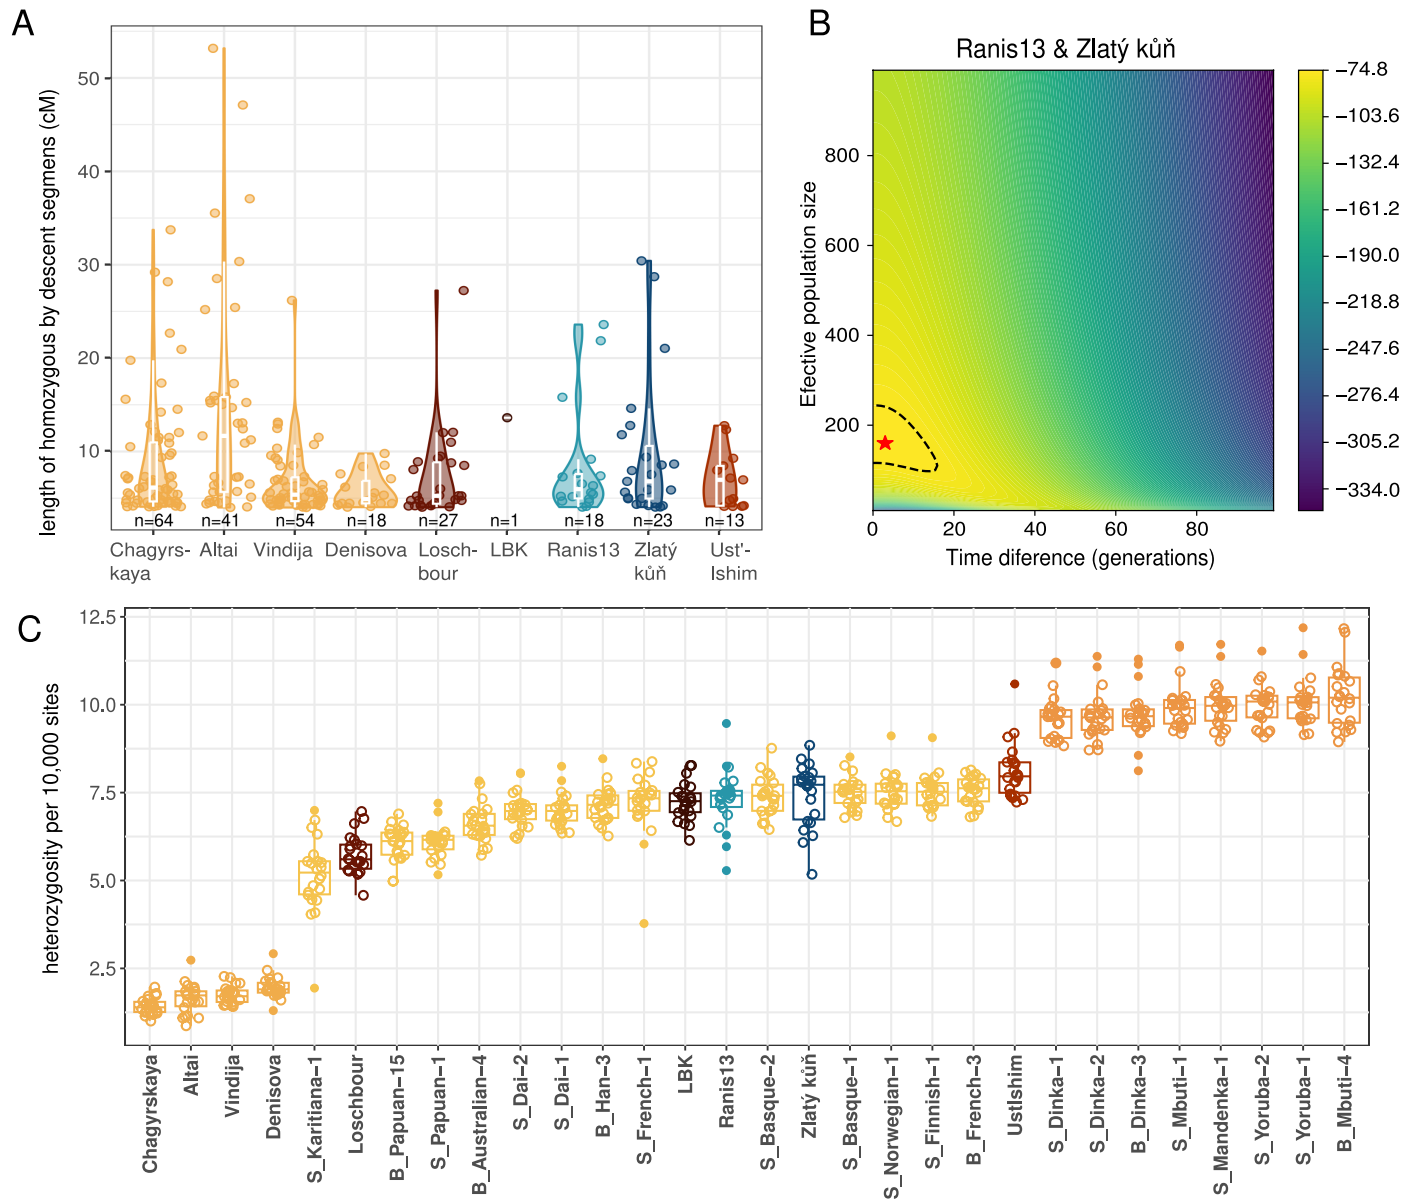 A
length of homozygous by descent segmens (cM)
50
40
30
20
10
n=64
n=41
n=54
n=18
n=27
n=1
n=18
n=23
n=13
Chagyrs-
kaya
Altai
Vindija
Denisova
Losch-
bour
LBK
Ranis13
Zlatý
kůň
Ust'-
Ishim
B
Ranis13 & Zlatý kůň
Efective population size
800
600
400
200
0
20
40
60
80
Time diference (generations)
−74.8
−103.6
−132.4
−161.2
−190.0
−218.8
−247.6
−276.4
−305.2
−334.0
C
heterozygosity per 10,000 sites
12.5
10.0
7.5
5.0
2.5
Chagyrskaya
Altai
Vindija
Denisova
S_Karitiana−1
Loschbour
B_Papuan−15
S_Papuan−1
B_Australian−4
S_Dai−2
S_Dai−1
B_Han−3
S_French−1
LBK
Ranis13
S_Basque−2
Zlatý kůň
S_Basque−1
S_Norwegian−1
S_Finnish−1
B_French−3
UstIshim
S_Dinka−1
S_Dinka−2
B_Dinka−3
S_Mbuti−1
S_Mandenka−1
S_Yoruba−2
S_Yoruba−1
B_Mbuti−4